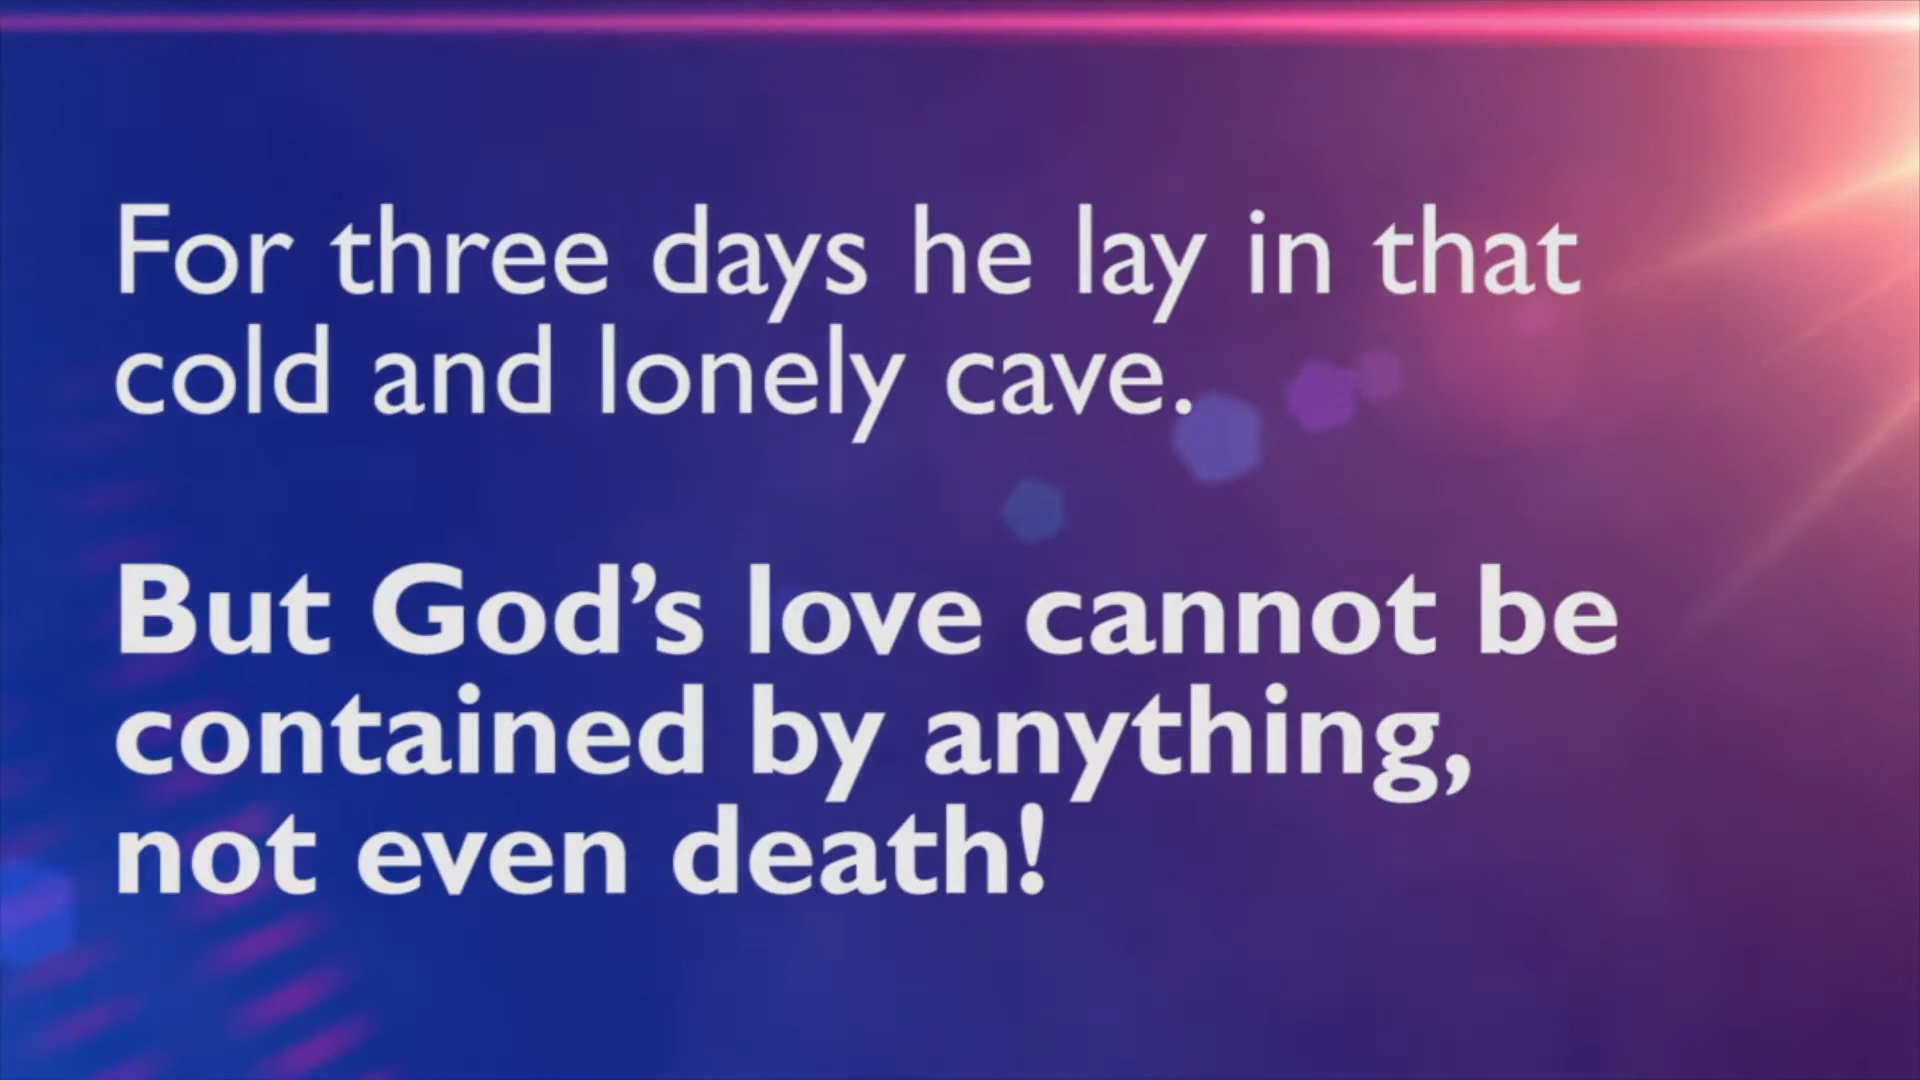 For three days he lay in that
cold and lonely cave.
But God’s love cannot be
contained by anything,
not even death!